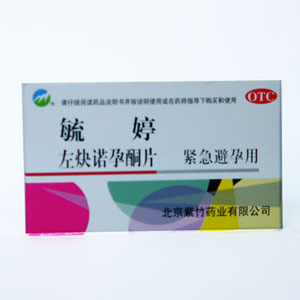 请仔细阅读药品说明书并按说明使用或在药师指导下购买和使用
OTC
毓婷
左炔诺孕酮片 紧急避孕用
北京紫竹药业有限公司